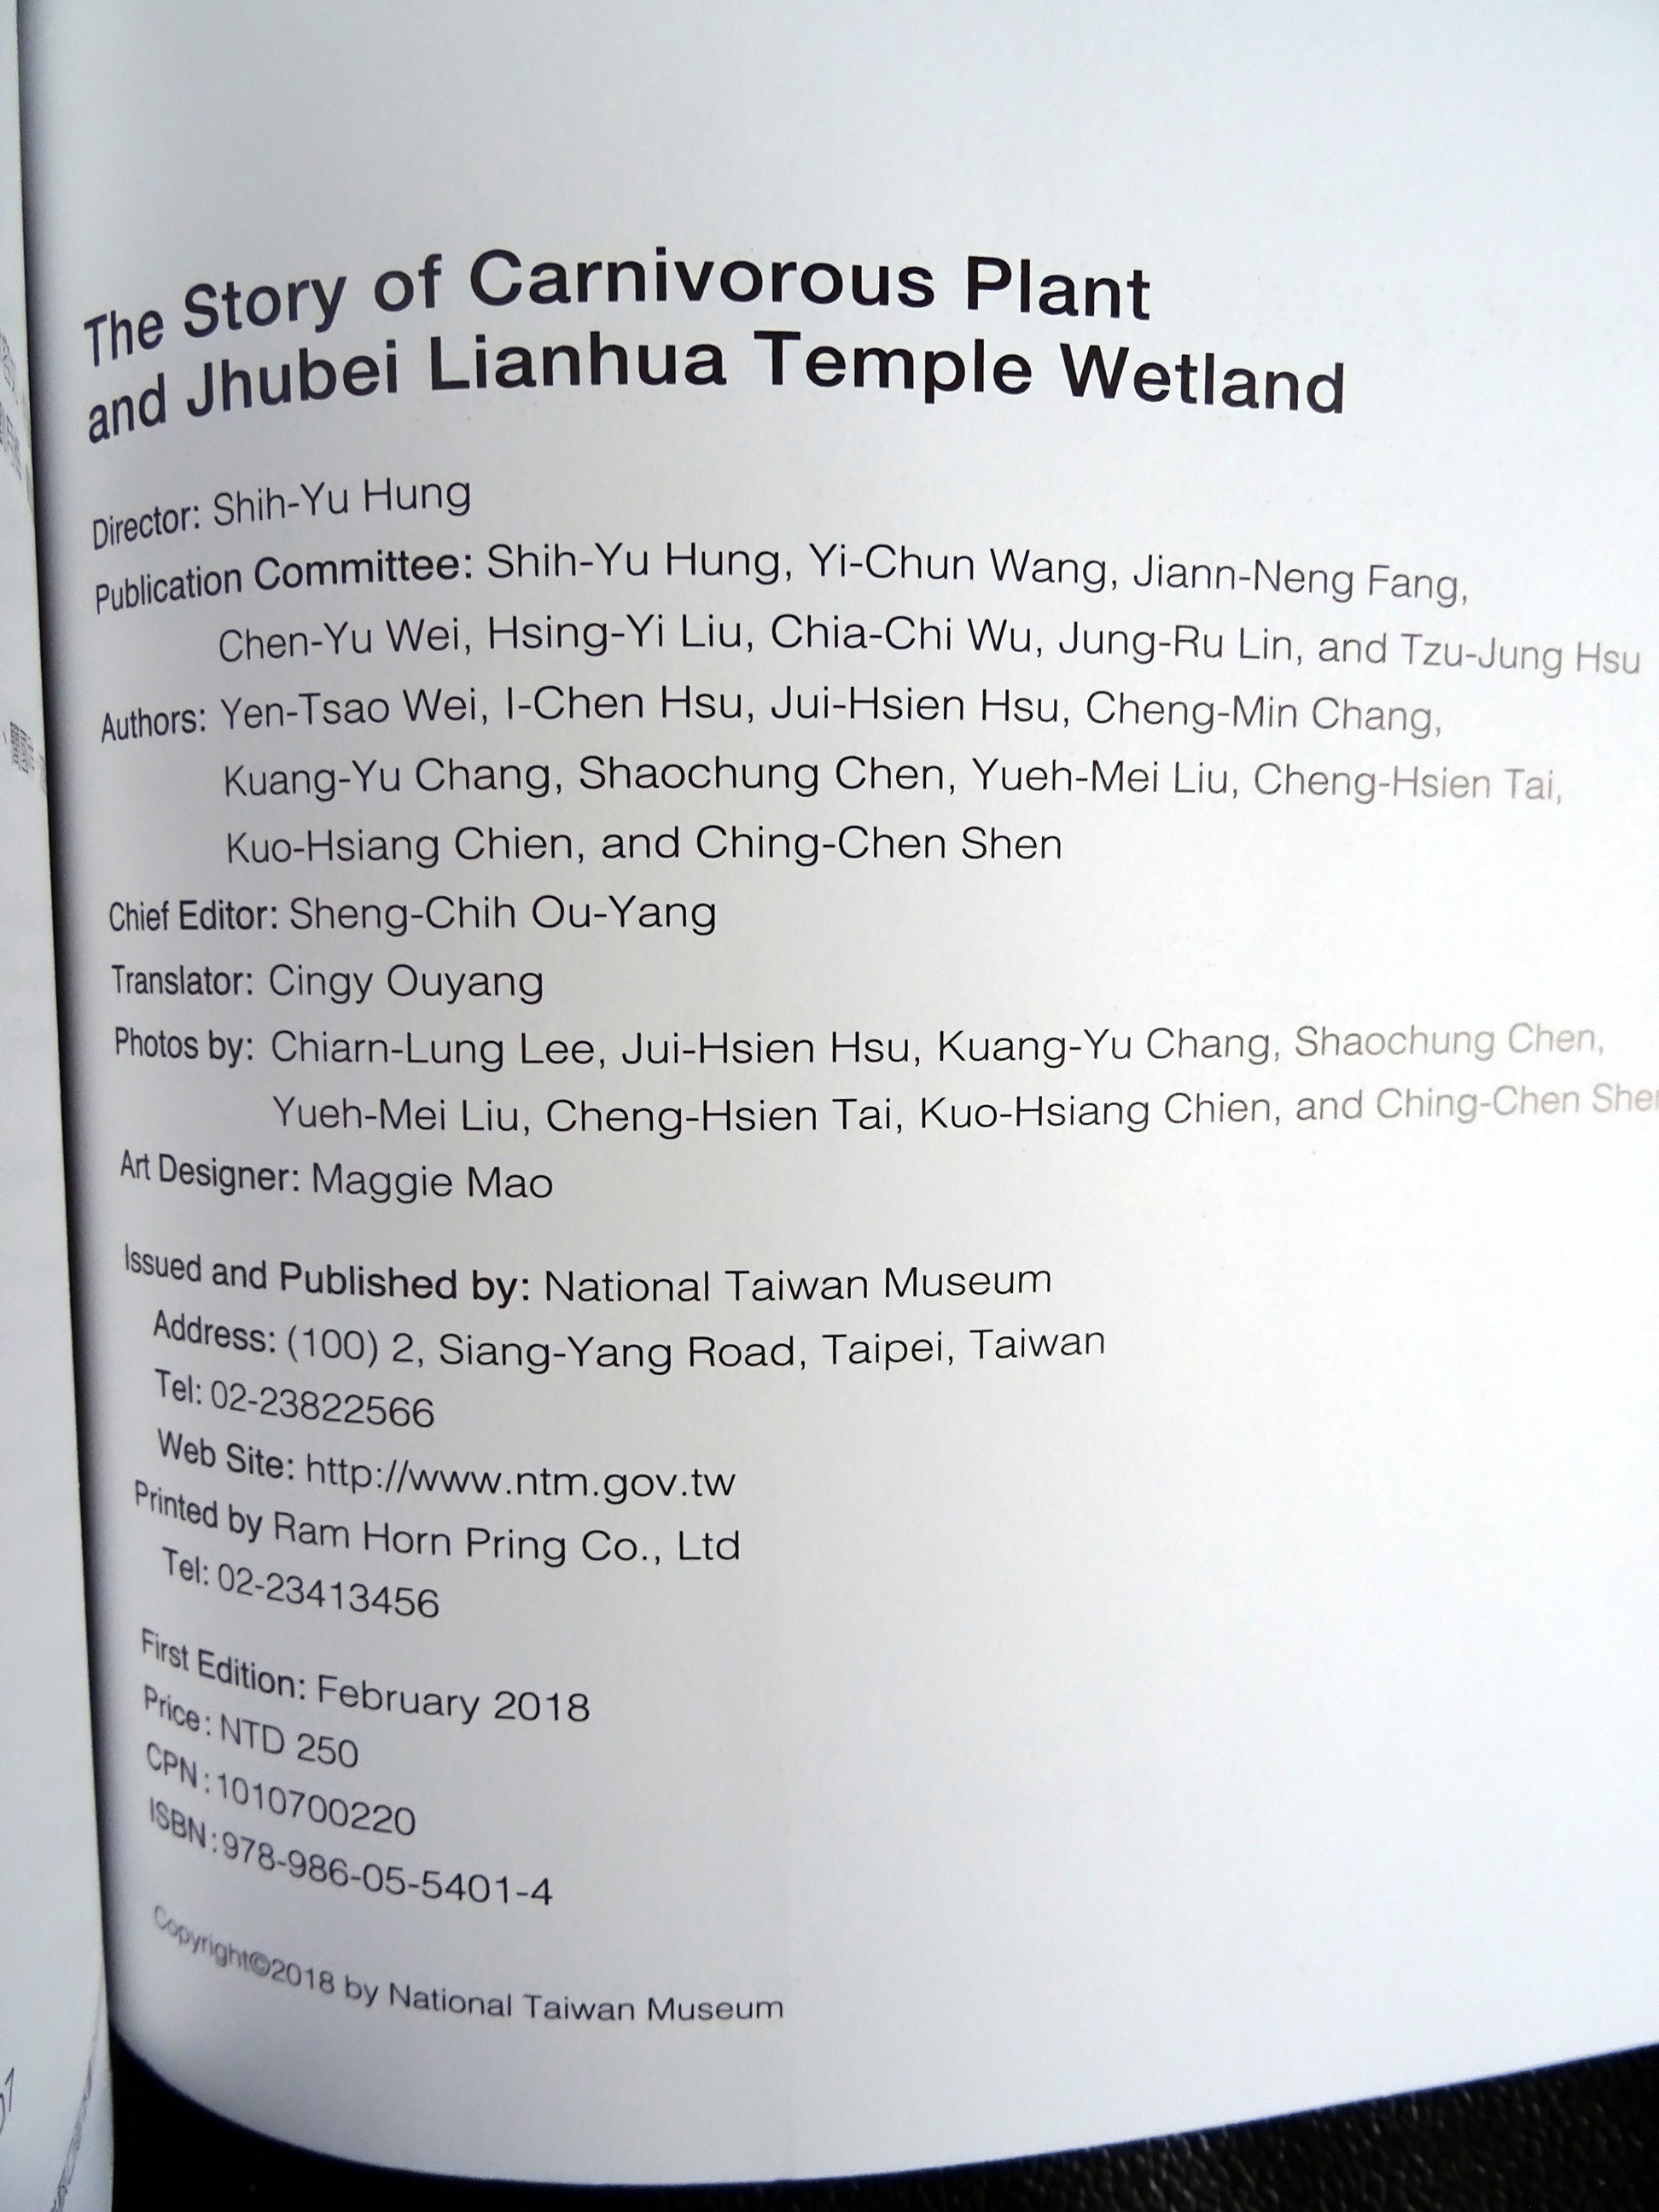 The Story of Carnivorous Plant
and Jhubei Lianhua Temple Wetland
Director: Shih-Yu Hung
Publication Committee: Shih-Yu Hung, Yi-Chun Wang, Jiann-Neng Fang,
Chen-Yu Wei, Hsing-Yi Liu, Chia-Chi Wu, Jung-Ru Lin, and Tzu-Jung Hsu
Authors: Yen-Tsao Wei, I-Chen Hsu, Jui-Hsien Hsu, Cheng-Min Chang,
Kuang-Yu Chang, Shaochung Chen, Yueh-Mei Liu, Cheng-Hsien Tai,
Kuo-Hsiang Chien, and Ching-Chen Shen
Chief Editor: Sheng-Chih Ou-Yang
Translator: Cingy Ouyang
Photos by: Chiarn-Lung Lee, Jui-Hsien Hsu, Kuang-Yu Chang, Shaochung Chen,
Yueh-Mei Liu, Cheng-Hsien Tai, Kuo-Hsiang Chien, and Ching-Chen Shen
Art Designer: Maggie Mao
Issued and Published by: National Taiwan Museum
Address: (100) 2, Siang-Yang Road, Taipei, Taiwan
Tel: 02-23822566
Web Site: http://www.ntm.gov.tw
Printed by Ram Horn Pring Co., Ltd
Tel: 02-23413456
First Edition: February 2018
Price: NTD 250
CPN: 1010700220
ISBN: 978-986-05-5401-4
Copyright©2018 by National Taiwan Museum